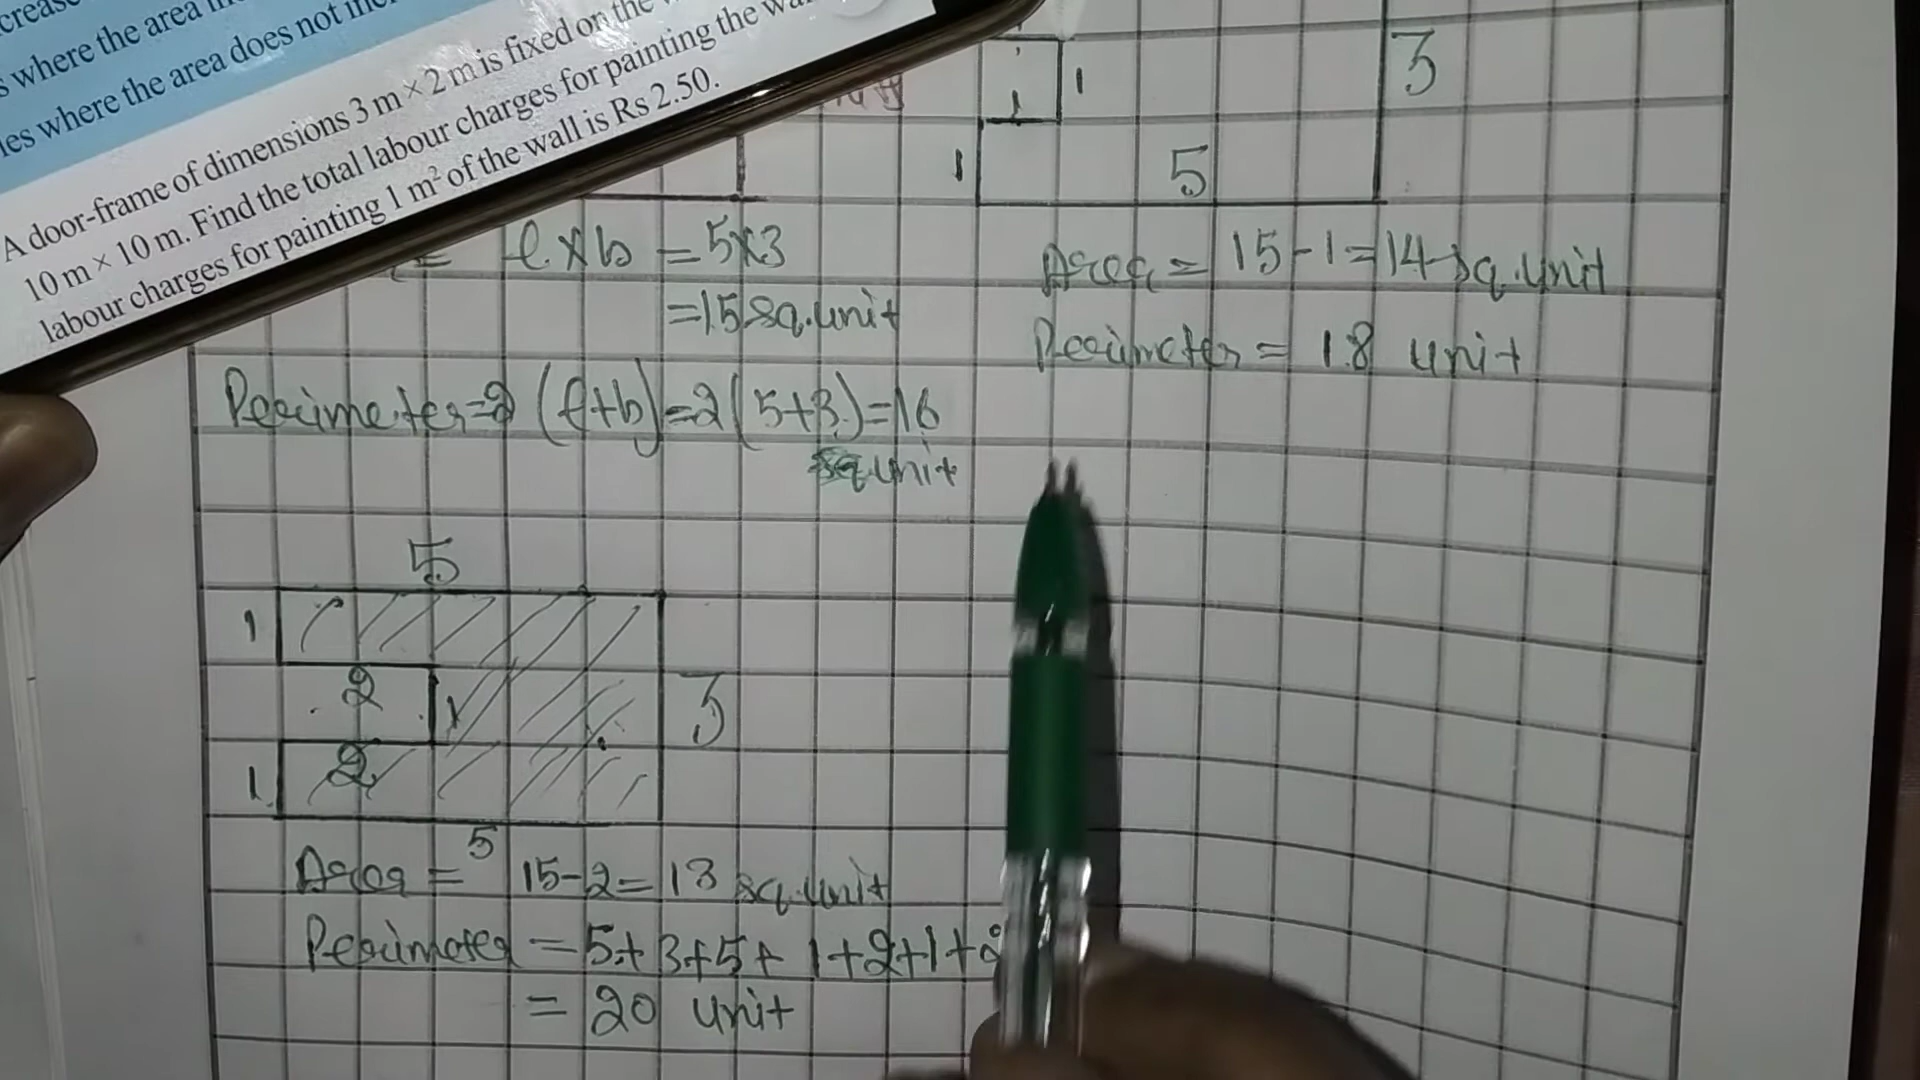 s where the area
les where the area does not
A door-frame of dimensions 3 m × 2 m is fixed on the
10 m × 10 m. Find the total labour charges for painting the
labour charges for painting 1 m² of the wall is Rs 2.50.
1
1
3
1
5
= l × b = 5×3
=15 sq.unit
Perimeter=2 (l+b)=2(5+3)=16
unit
Area = 15-1=14 sq.unit
Perimeter = 18 unit
5
1
2
1
3
2
1
5
Area = 15-2= 13 sq.unit
Perimeter = 5+3+5+1+2+1+2
= 20 unit